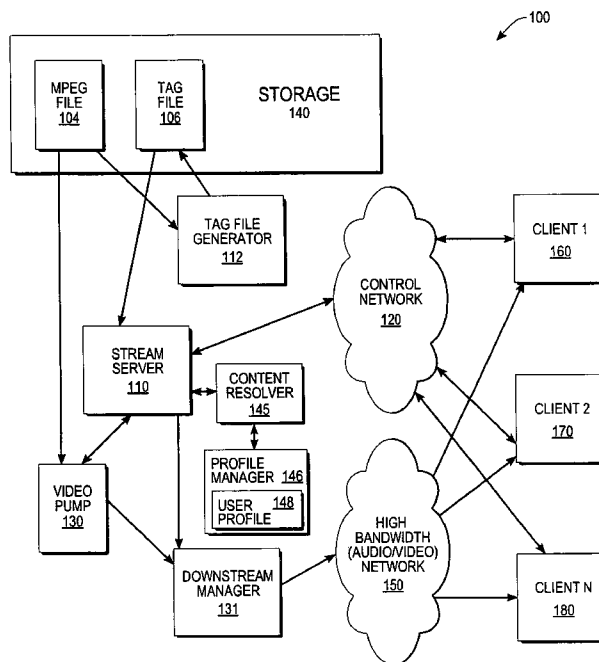 100
MPEG
FILE
104
TAG
FILE
106
STORAGE
140
TAG FILE
GENERATOR
112
CLIENT 1
160
CONTROL
NETWORK
120
STREAM
SERVER
110
CONTENT
RESOLVER
145
CLIENT 2
170
PROFILE
MANAGER 146
USER 148
PROFILE
VIDEO
PUMP
130
HIGH
BANDWIDTH
(AUDIO/VIDEO)
NETWORK
150
DOWNSTREAM
MANAGER
131
CLIENT N
180